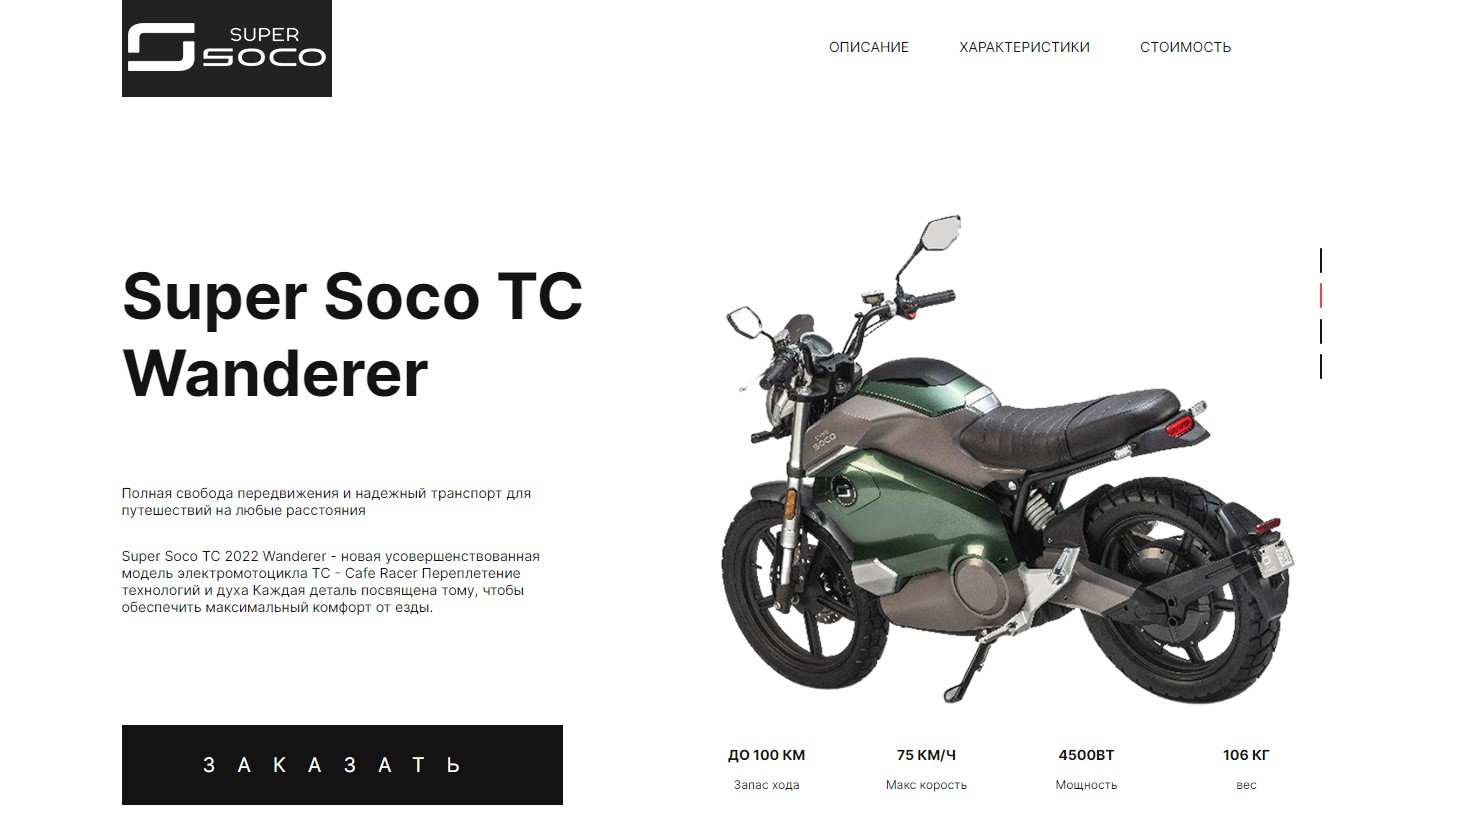 SUPER
SOCO
ОПИСАНИЕ ХАРАКТЕРИСТИКИ СТОИМОСТЬ
Super Soco TC
Wanderer
Полная свобода передвижения и надежный транспорт для
путешествий на любые расстояния
Super Soco TC 2022 Wanderer - новая усовершенствованная
модель электромотоцикла TC - Cafe Racer Переплетение
технологий и духа Каждая деталь посвящена тому, чтобы
обеспечить максимальный комфорт от езды.
ЗАКАЗАТЬ
SOCO
ДО 100 КМ 75 КМ/Ч 4500ВТ 106 КГ
Запас хода Макс корость Мощность вес